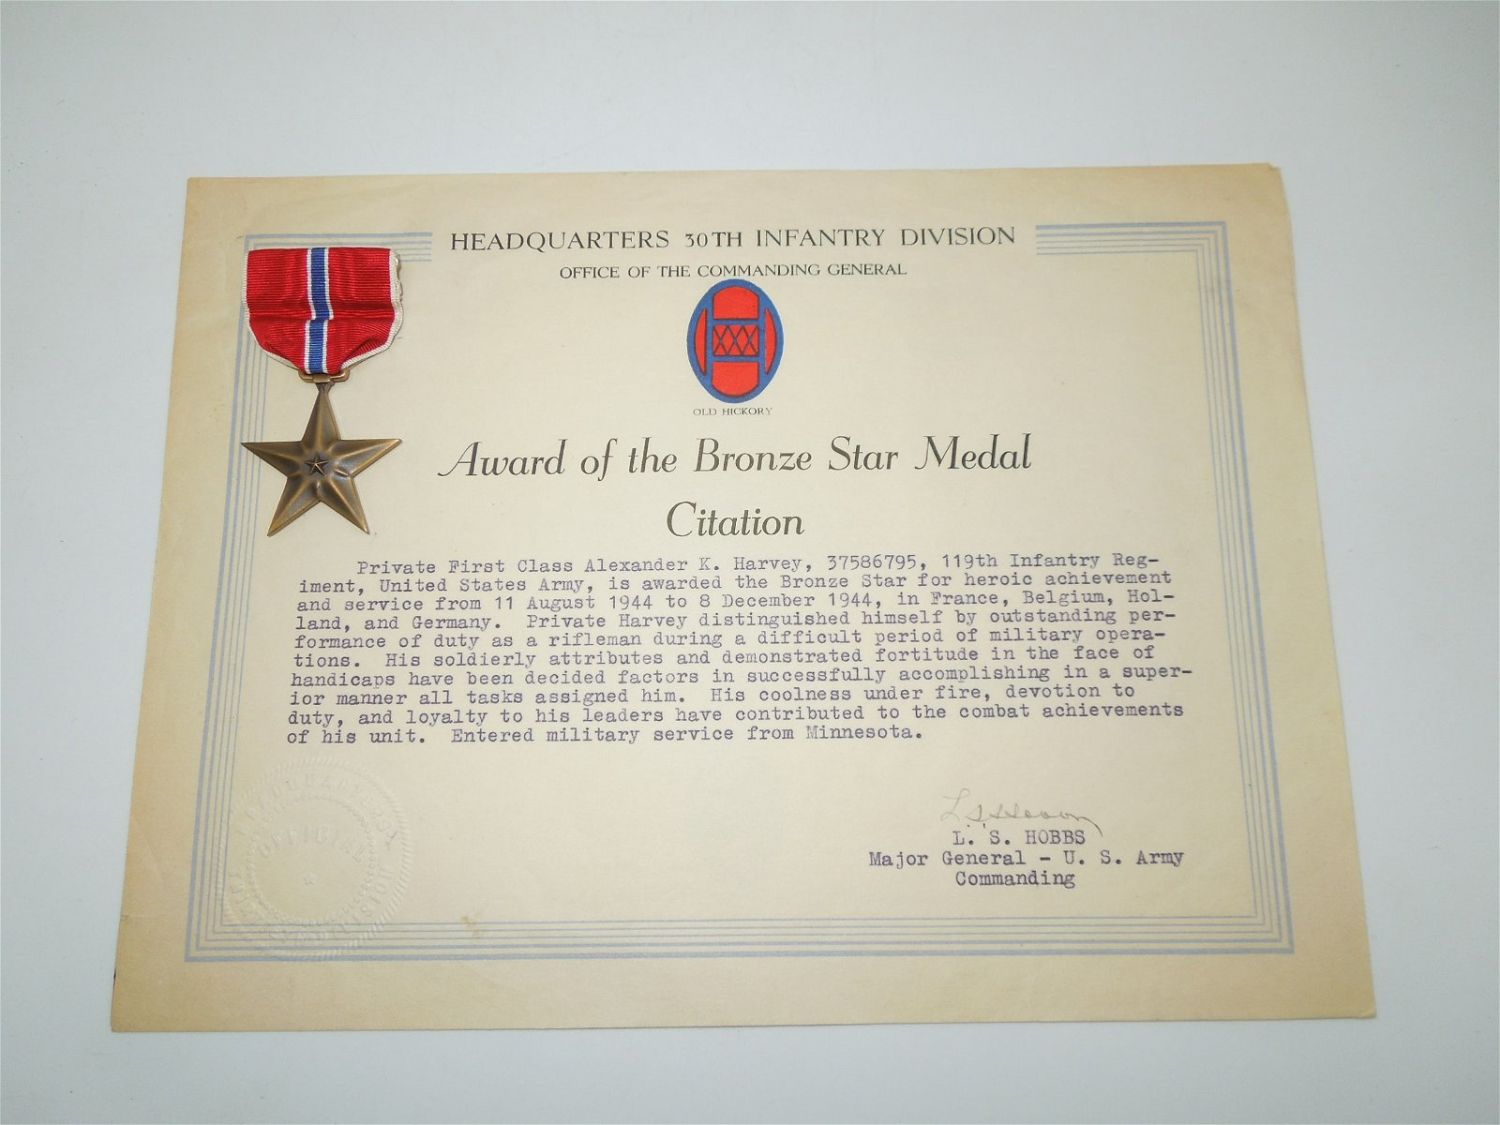 HEADQUARTERS 30TH INFANTRY DIVISION
OFFICE OF THE COMMANDING GENERAL
OLD HICKORY
Award of the Bronze Star Medal
Citation
Private First Class Alexander K. Harvey, 37586795, 119th Infantry Reg-
iment, United States Army, is awarded the Bronze Star for heroic achievement
and service from 11 August 1944 to 8 December 1944, in France, Belgium, Hol-
land, and Germany. Private Harvey distinguished himself by outstanding per-
formance of duty as a rifleman during a difficult period of military opera-
tions. His soldierly attributes and demonstrated fortitude in the face of
handicaps have been decided factors in successfully accomplishing in a super-
ior manner all tasks assigned him. His coolness under fire, devotion to
duty, and loyalty to his leaders have contributed to the combat achievements
of his unit. Entered military service from Minnesota.
L. S. HOBBS
Major General - U. S. Army
Commanding